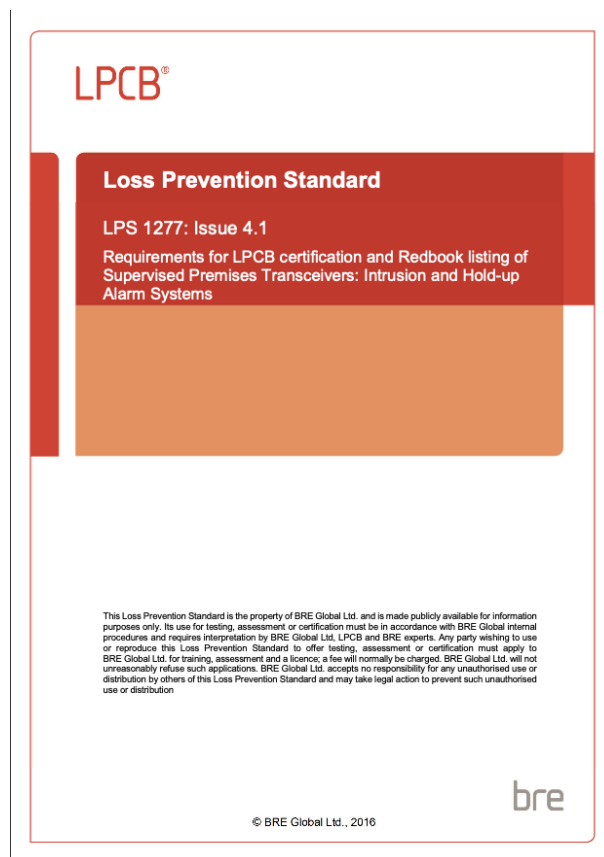 LPCB®
Loss Prevention Standard
LPS 1277: Issue 4.1
Requirements for LPCB certification and Redbook listing of
Supervised Premises Transceivers: Intrusion and Hold-up
Alarm Systems
This Loss Prevention Standard is the property of BRE Global Ltd. and is made publicly available for information
purposes only. Its use for testing, assessment or certification must be in accordance with BRE Global internal
procedures and requires interpretation by BRE Global Ltd, LPCB and BRE experts. Any party wishing to use
or reproduce this Loss Prevention Standard to offer testing, assessment or certification must apply to
BRE Global Ltd. for training, assessment and a licence; a fee will normally be charged. BRE Global Ltd. will not
unreasonably refuse such applications. BRE Global Ltd. accepts no responsibility for any unauthorised use or
distribution by others of this Loss Prevention Standard and may take legal action to prevent such unauthorised
use or distribution
bre
© BRE Global Ltd., 2016